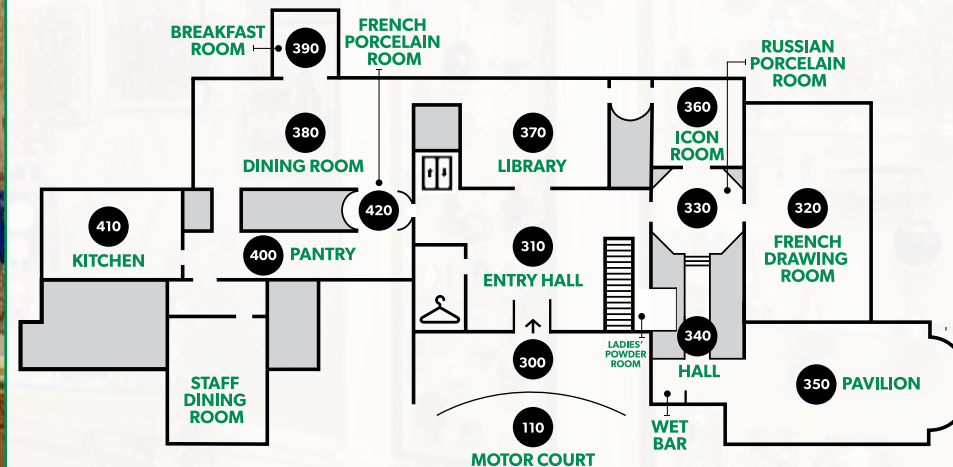 BREAKFAST
ROOM
390
FRENCH
PORCELAIN
ROOM
RUSSIAN
PORCELAIN
ROOM
380
DINING ROOM
370
LIBRARY
360
ICON
ROOM
410
KITCHEN
420
400 PANTRY
310
ENTRY HALL
330
320
FRENCH
DRAWING
ROOM
300
LADIES'
POWDER
ROOM
340
HALL
350 PAVILION
STAFF
DINING
ROOM
110
MOTOR COURT
WET
BAR